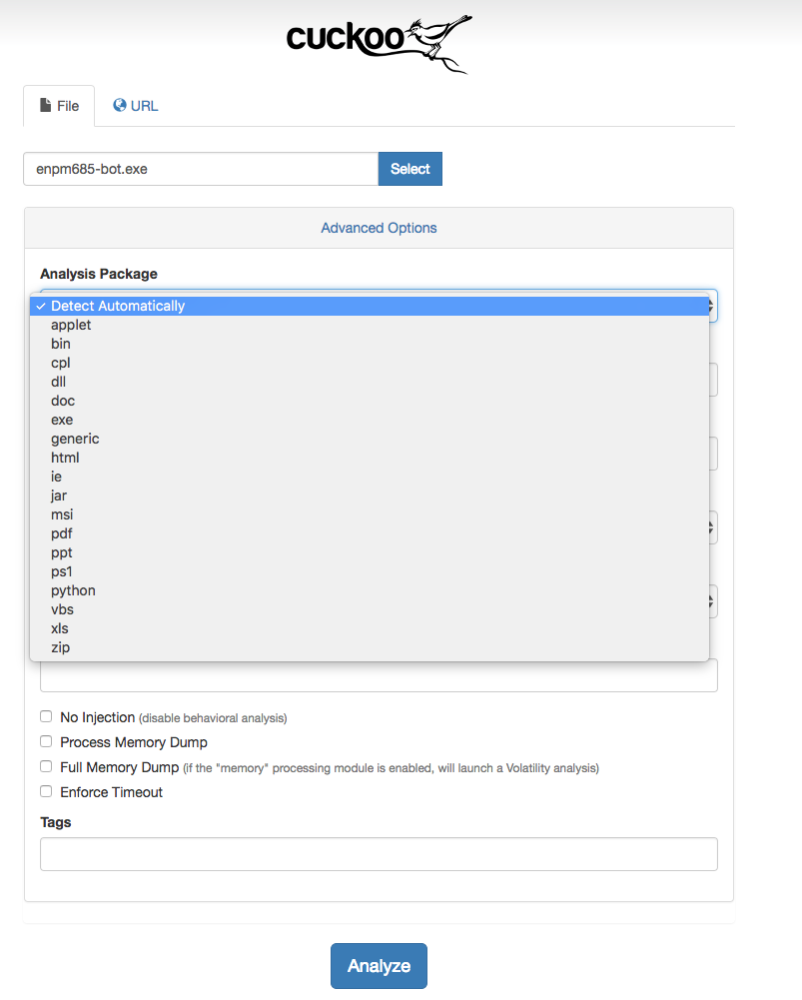 cuckoo
File
URL
enpm685-bot.exe
Select
Advanced Options
Analysis Package
✓ Detect Automatically
applet
bin
cpl
dll
doc
exe
generic
html
ie
jar
msi
pdf
ppt
ps1
python
vbs
xls
zip
No Injection (disable behavioral analysis)
Process Memory Dump
Full Memory Dump (if the "memory" processing module is enabled, will launch a Volatility analysis)
Enforce Timeout
Tags
Analyze